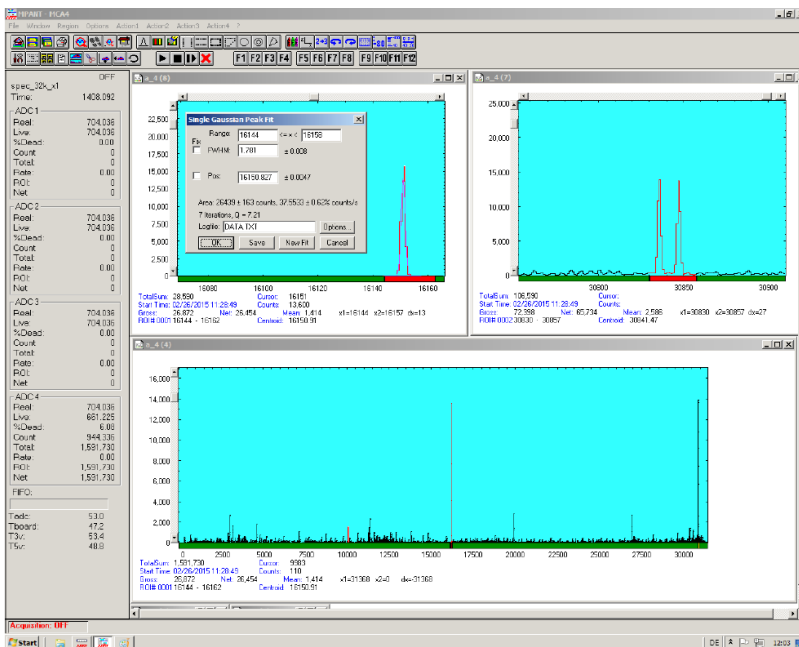 MPANT - MCA4
File Window Region Options Action1 Action2 Action3 Action4 ?
F1 F2 F3 F4 F5 F6 F7 F8 F9 F10 F11 F12
OFF
spec_32k_x1
Time: 1408.092
ADC 1
Real: 704.036
Live: 704.036
%Dead: 0.00
Count 0
Total: 0
Rate: 0.00
ROI: 0
Net 0
ADC 2
Real: 704.036
Live: 704.036
%Dead: 0.00
Count 0
Total: 0
Rate: 0.00
ROI: 0
Net 0
ADC 3
Real: 704.036
Live: 704.036
%Dead: 0.00
Count 0
Total: 0
Rate: 0.00
ROI: 0
Net 0
ADC 4
Real: 704.036
Live: 661.225
%Dead: 6.08
Count 944,336
Total: 1,591,730
Rate: 0.00
ROI: 1,591,730
Net 1,591,730
FIFO:
Tadc: 53.0
Tboard: 47.2
T3v: 53.4
T5v: 48.8
a_4 (6)
22,500
20,000
17,500
15,000
12,500
10,000
7,500
5,000
2,500
0
16080 16100 16120 16140 16160
Single Gaussian Peak Fit
Range: 16144 <= x < 16158
Fix
FWHM: 1.781 ± 0.008
Pos: 16150.827 ± 0.0047
Area: 26439 ± 163 counts, 37.5533 ± 0.62% counts/s
7 Iterations, Q = 7.21
Logfile: DATA.TXT Options...
OK Save New Fit Cancel
TotalSum: 28,590 Cursor: 16151
Start Time: 02/26/2015 11:28:49 Counts: 13,600
Gross: 26,872 Net: 26,454 Mean: 1,414 x1=16144 x2=16157 dx=13
ROI# 0001 16144 - 16162 Centroid: 16150.91
a_4 (7)
25,000
20,000
15,000
10,000
5,000
0
30800 30850 30900
TotalSum: 106,590 Cursor:
Start Time: 02/26/2015 11:28:49 Counts:
Gross: 72,398 Net: 65,734 Mean: 2,586 x1=30830 x2=30857 dx=27
ROI# 0002 30830 - 30857 Centroid: 30841.47
a_4 (4)
16,000
14,000
12,000
10,000
8,000
6,000
4,000
2,000
0
0 2500 5000 7500 10000 12500 15000 17500 20000 22500 25000 27500 30000
TotalSum: 1,591,730 Cursor: 9983
Start Time: 02/26/2015 11:28:49 Counts: 110
Gross: 26,872 Net: 26,454 Mean: 1,414 x1=31368 x2=0 dx=-31368
ROI# 0001 16144 - 16162 Centroid: 16150.91
Acquisition: OFF
Start DE 12:03